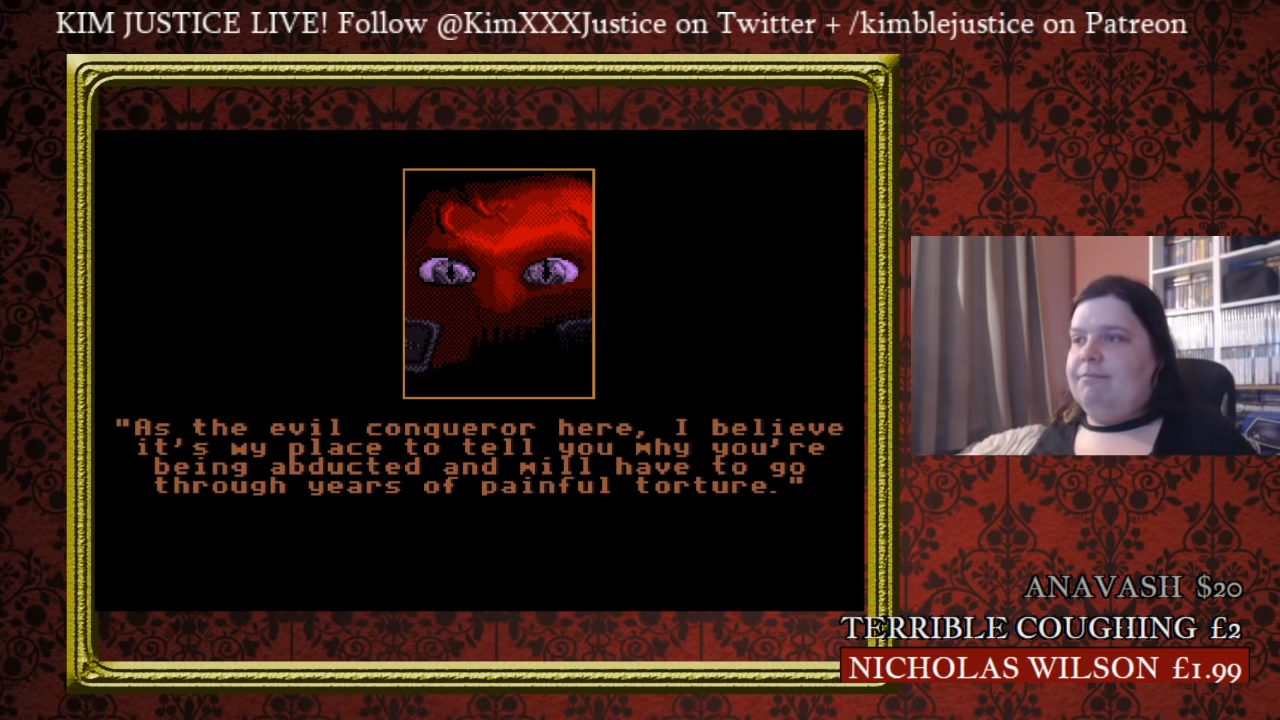 KIM JUSTICE LIVE! Follow @KimXXXJustice on Twitter + /kimblejustice on Patreon
"As the evil conqueror here, I believe
it's my place to tell you why you're
being abducted and will have to go
through years of painful torture."
ANAVASH $20
TERRIBLE COUGHING £2
NICHOLAS WILSON £1.99